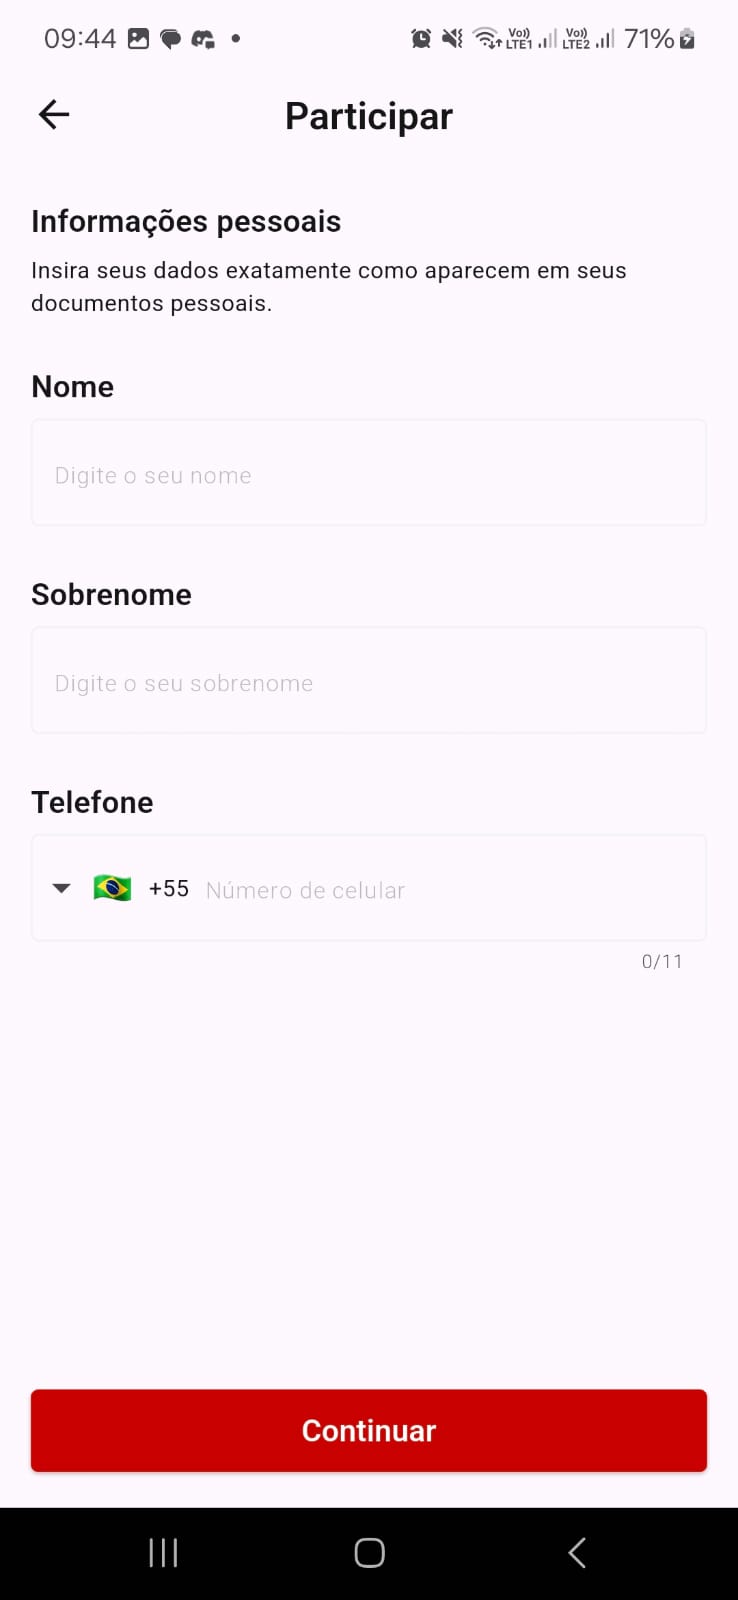 09:44
Vo)) LTE1 Vo)) LTE2 71%
Participar
Informações pessoais
Insira seus dados exatamente como aparecem em seus
documentos pessoais.
Nome
Digite o seu nome
Sobrenome
Digite o seu sobrenome
Telefone
+55 Número de celular
0/11
Continuar